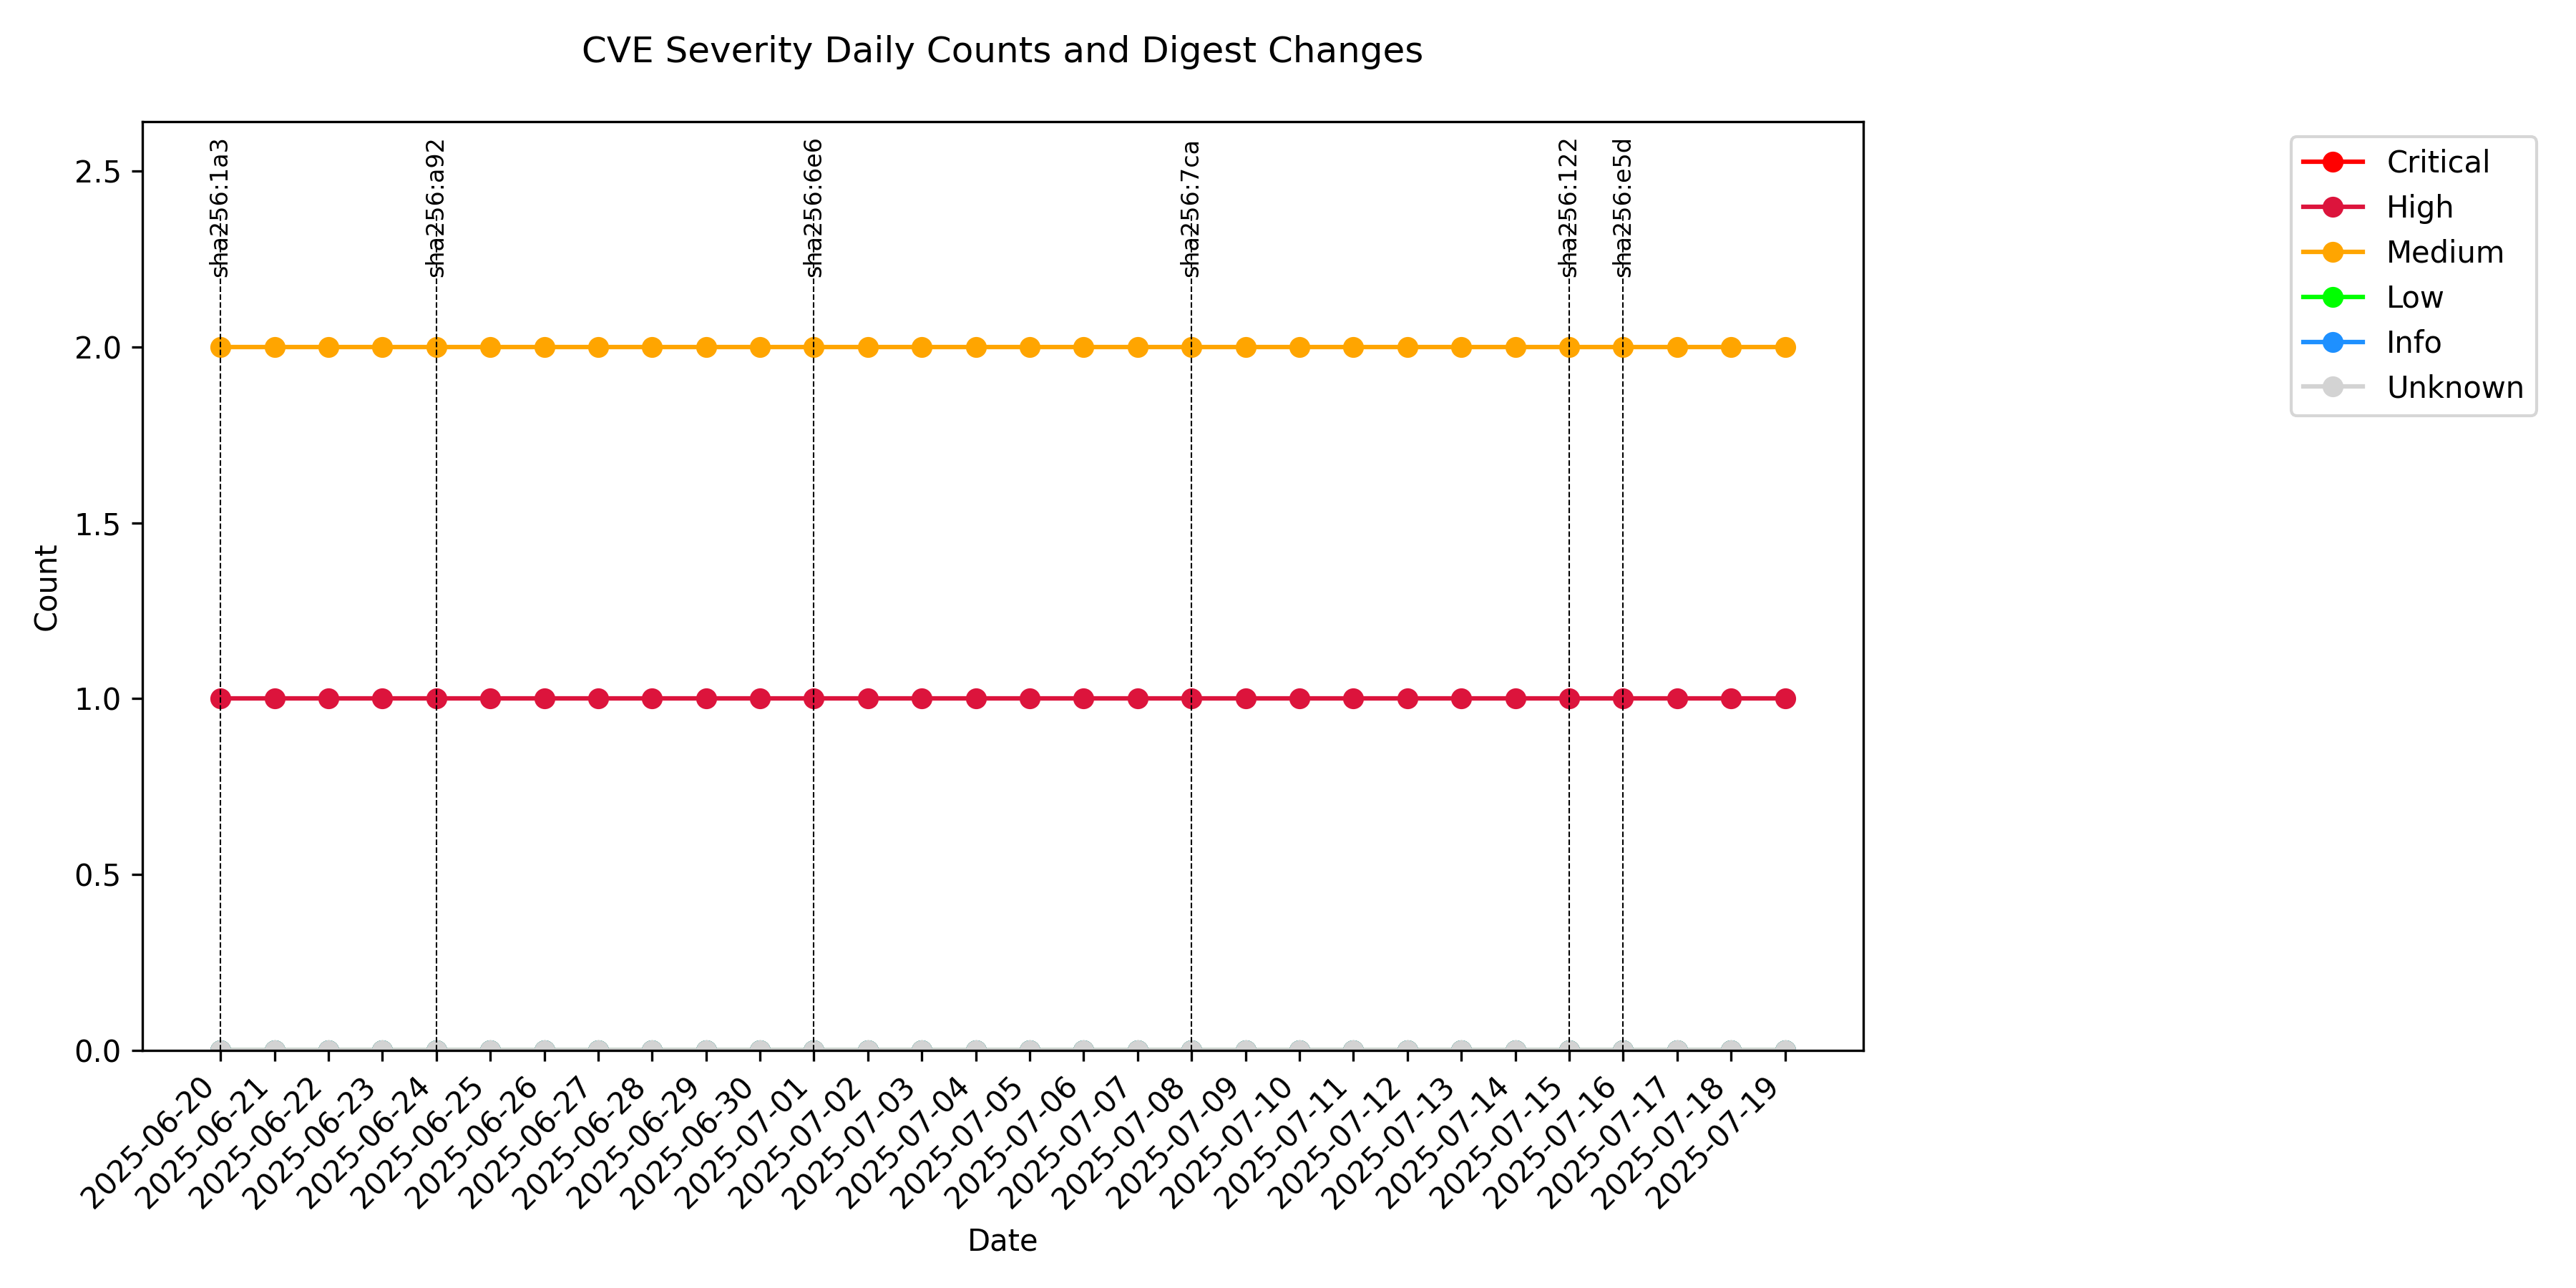 CVE Severity Daily Counts and Digest Changes
sha256:1a3
sha256:a92
sha256:6e6
sha256:7ca
sha256:122
sha256:e5d
Critical
High
Medium
Low
Info
Unknown
2.5
2.0
1.5
1.0
0.5
0.0
Count
2025-06-20
2025-06-21
2025-06-22
2025-06-23
2025-06-24
2025-06-25
2025-06-26
2025-06-27
2025-06-28
2025-06-29
2025-06-30
2025-07-01
2025-07-02
2025-07-03
2025-07-04
2025-07-05
2025-07-06
2025-07-07
2025-07-08
2025-07-09
2025-07-10
2025-07-11
2025-07-12
2025-07-13
2025-07-14
2025-07-15
2025-07-16
2025-07-17
2025-07-18
2025-07-19
Date